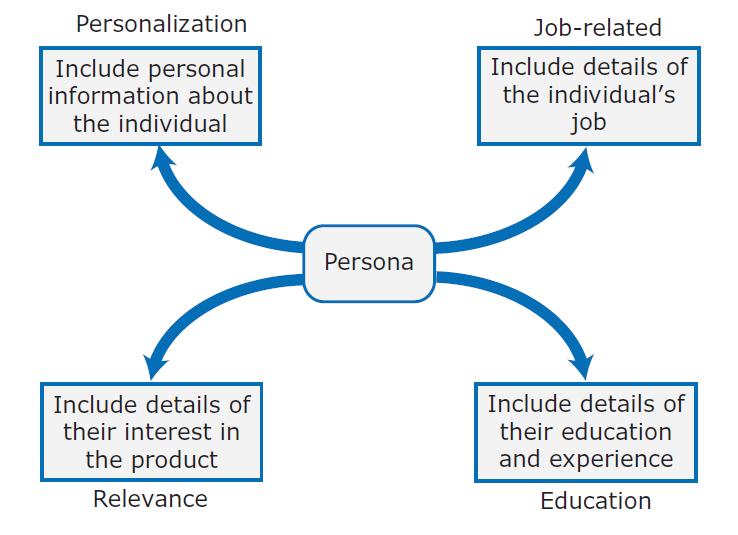 Personalization
Include personal
information about
the individual
Job-related
Include details of
the individual’s
job
Persona
Include details of
their interest in
the product
Relevance
Include details of
their education
and experience
Education